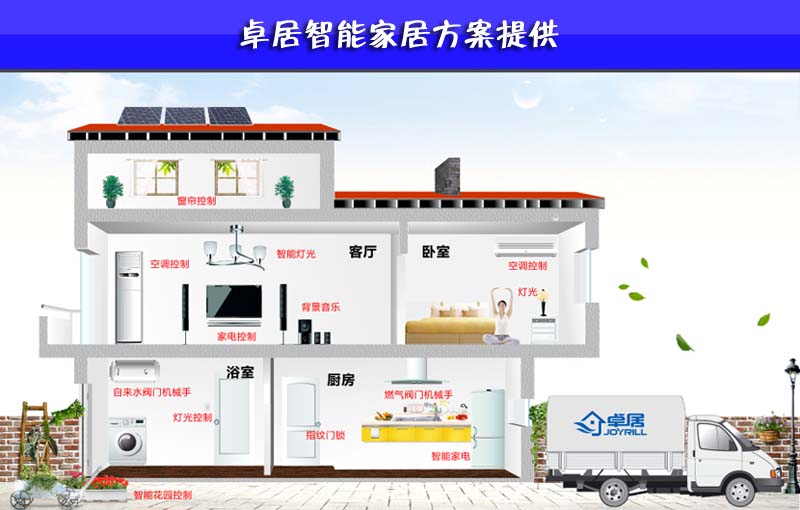 卓居智能家居方案提供
窗帘控制
空调控制
智能灯光
客厅
卧室
空调控制
灯光
背景音乐
家电控制
浴室
厨房
自来水阀门机械手
燃气阀门机械手
灯光控制
指纹门锁
智能家电
卓居
JOYRILL
智能花园控制